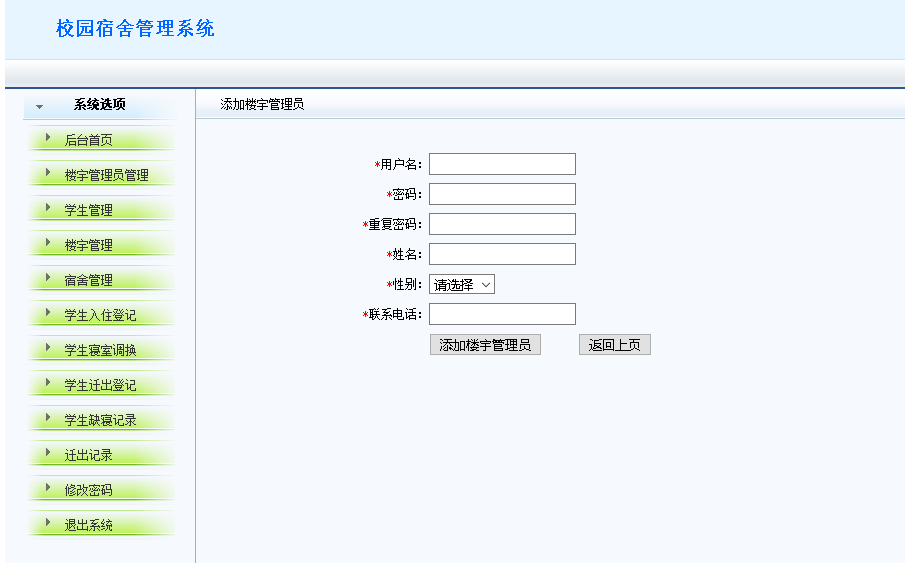 校园宿舍管理系统
系统选项
后台首页
楼宇管理员管理
学生管理
楼宇管理
宿舍管理
学生入住登记
学生寝室调换
学生迁出登记
学生缺寝记录
迁出记录
修改密码
退出系统
添加楼宇管理员
*用户名：
*密码：
*重复密码：
*姓名：
*性别： 请选择
*联系电话：
添加楼宇管理员 返回上页